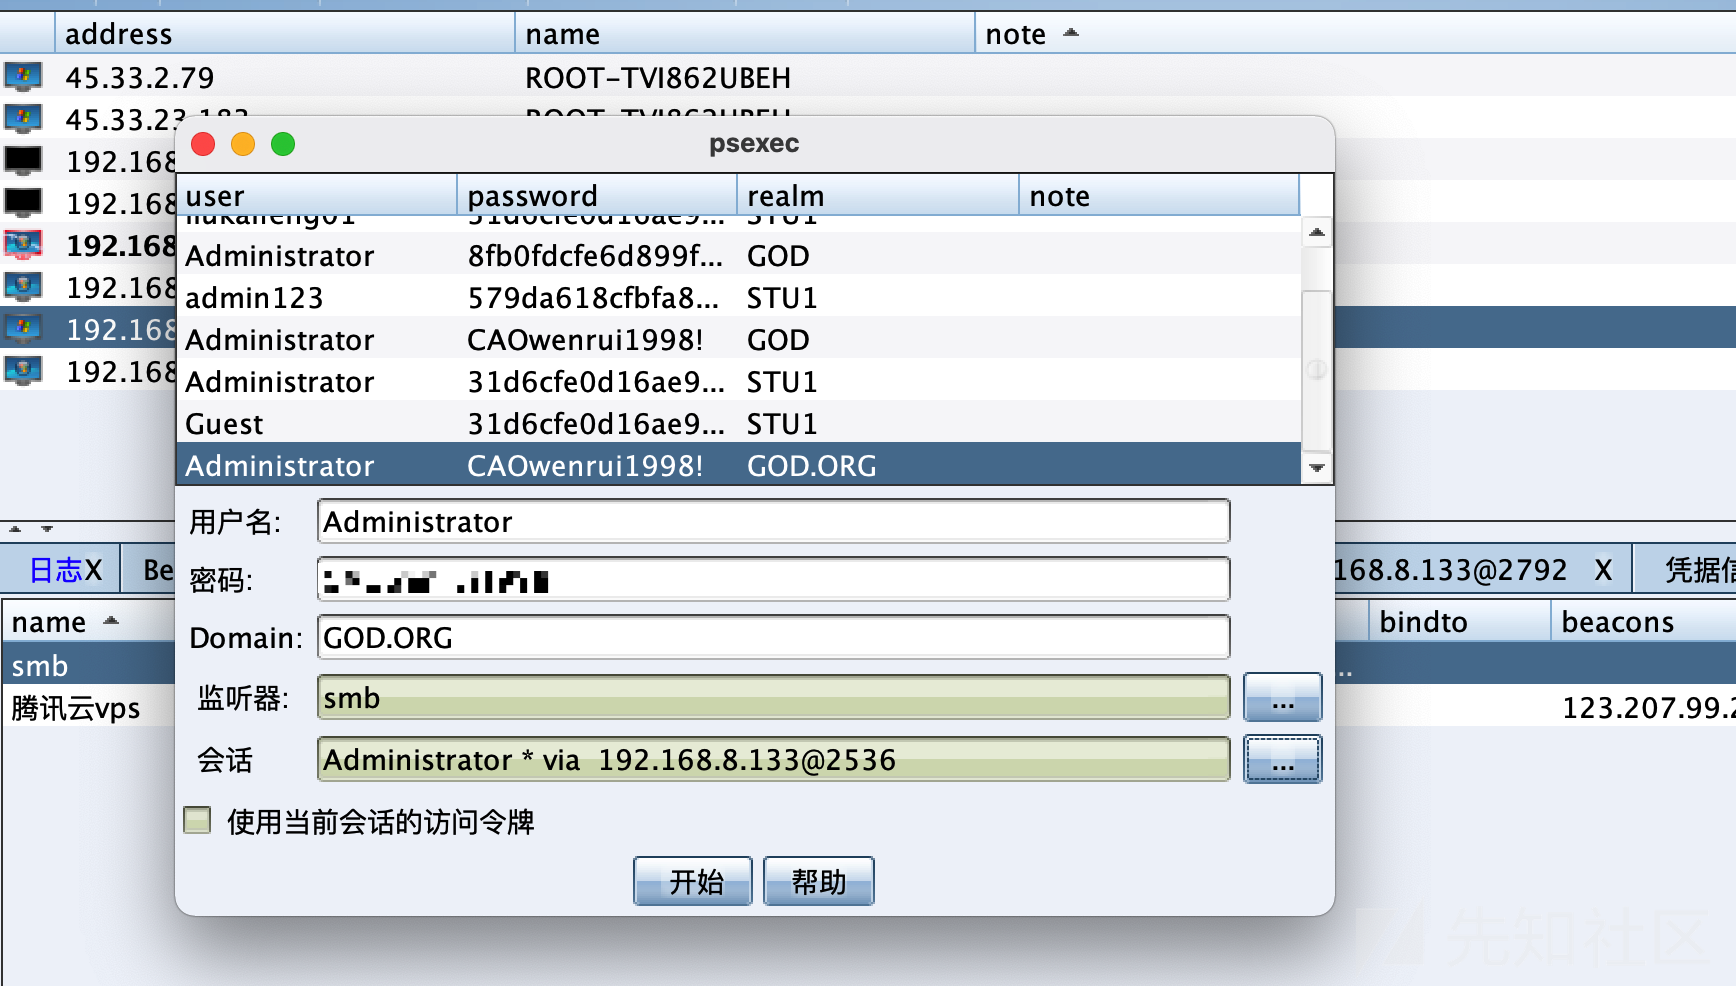 address name note
45.33.2.79 ROOT-TVI862UBEH
45.33.23.183 ROOT-TVI862UBEH
192.168
192.168
192.168
192.168
192.168
192.168
psexec
user password realm note
liukaifeng01 31d6cfe0d16ae9... STU1
Administrator 8fb0fdcfe6d899f... GOD
admin123 579da618cfbfa8... STU1
Administrator CAOwenrui1998! GOD
Administrator 31d6cfe0d16ae9... STU1
Guest 31d6cfe0d16ae9... STU1
Administrator CAOwenrui1998! GOD.ORG
用户名: Administrator
密码:
Domain: GOD.ORG
监听器: smb ...
会话 Administrator * via 192.168.8.133@2536 ...
使用当前会话的访问令牌
开始 帮助
日志X Be 168.8.133@2792 X 凭据信
name bindto beacons
smb ..
腾讯云vps 123.207.99.2
先知社区